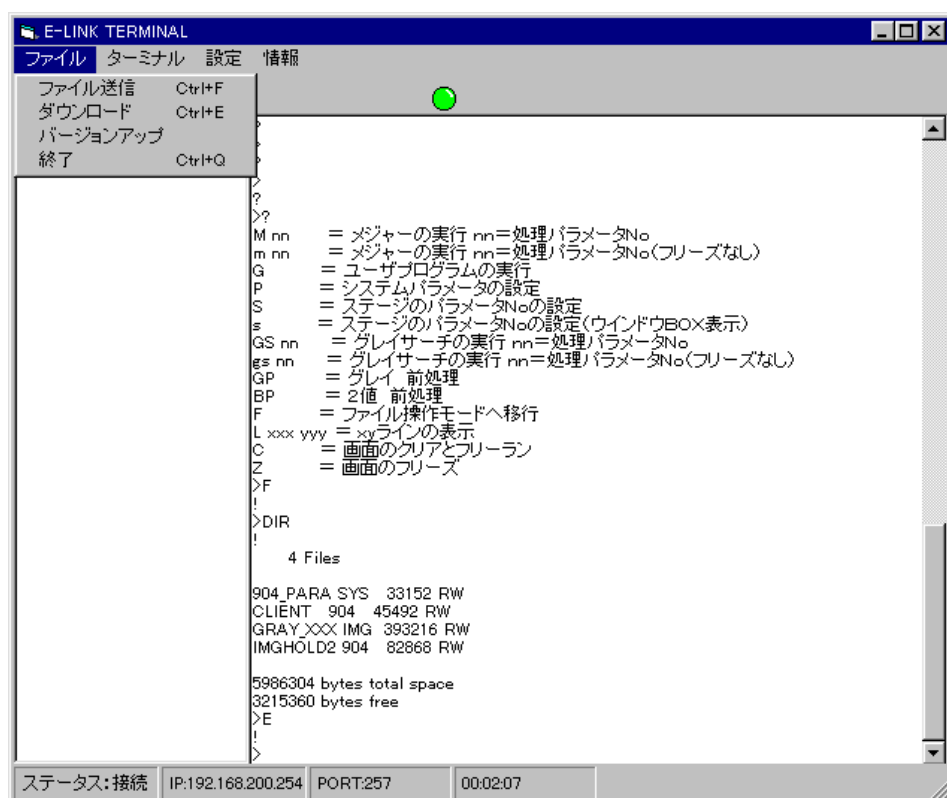 E-LINK TERMINAL
ファイル ターミナル 設定 情報
ファイル送信 Ctrl+F
ダウンロード Ctrl+E
バージョンアップ
終了 Ctrl+Q
>
?
>?
M nn = メジャーの実行 nn=処理パラメータNo
m nn = メジャーの実行 nn=処理パラメータNo(フリーズなし)
G = ユーザプログラムの実行
P = システムパラメータの設定
S = ステージのパラメータNoの設定
s = ステージのパラメータNoの設定(ウインドウBOX表示)
GS nn = グレイサーチの実行 nn=処理パラメータNo
gs nn = グレイサーチの実行 nn=処理パラメータNo(フリーズなし)
GP = グレイ 前処理
BP = 2値 前処理
F = ファイル操作モードへ移行
L xxx yyy = xyラインの表示
C = 画面のクリアとフリーラン
Z = 画面のフリーズ
>F
!
>DIR
!
4 Files
904_PARA SYS 33152 RW
CLIENT 904 45492 RW
GRAY_XXX IMG 393216 RW
IMGHOLD2 904 82868 RW
5986304 bytes total space
3215360 bytes free
>E
!
>
ステータス:接続 IP:192.168.200.254 PORT:257 00:02:07